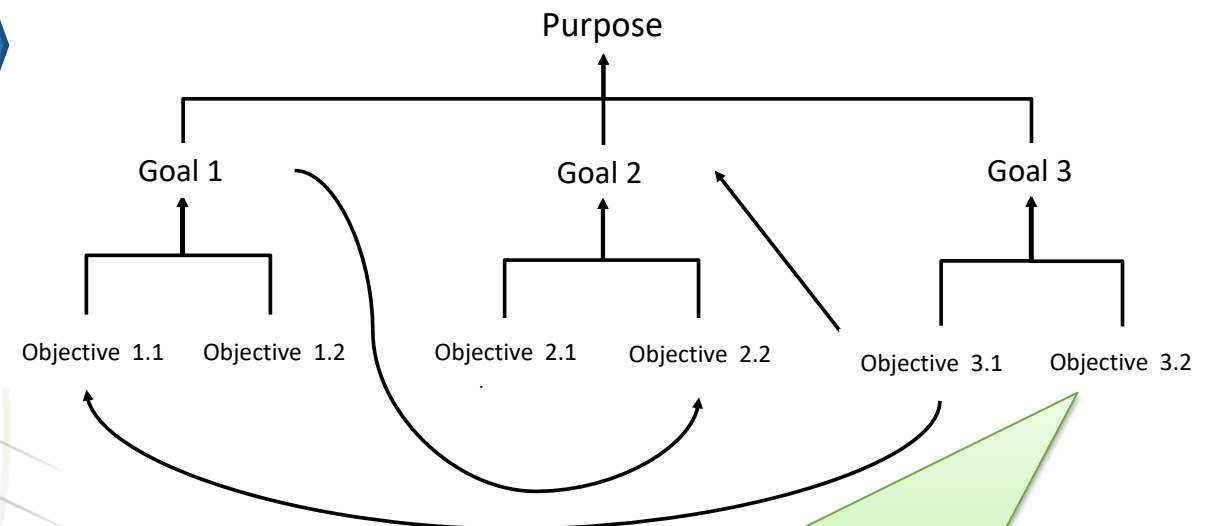 Purpose
Goal 1
Goal 2
Goal 3
Objective 1.1
Objective 1.2
Objective 2.1
Objective 2.2
Objective 3.1
Objective 3.2